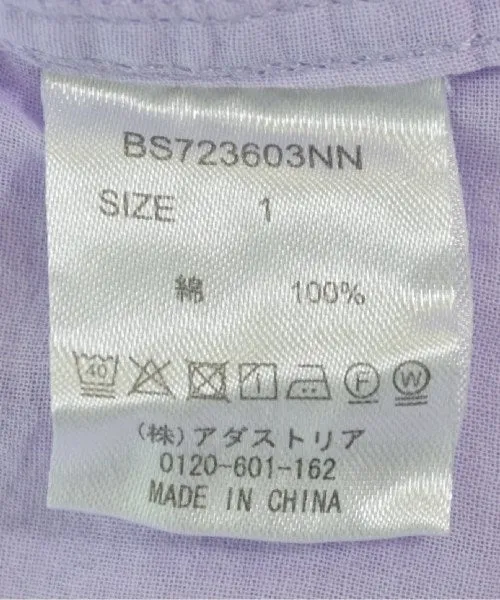 BS723603NN
SIZE 1
綿 100%
40 F W
(株)アダストリア
0120-601-162
MADE IN CHINA